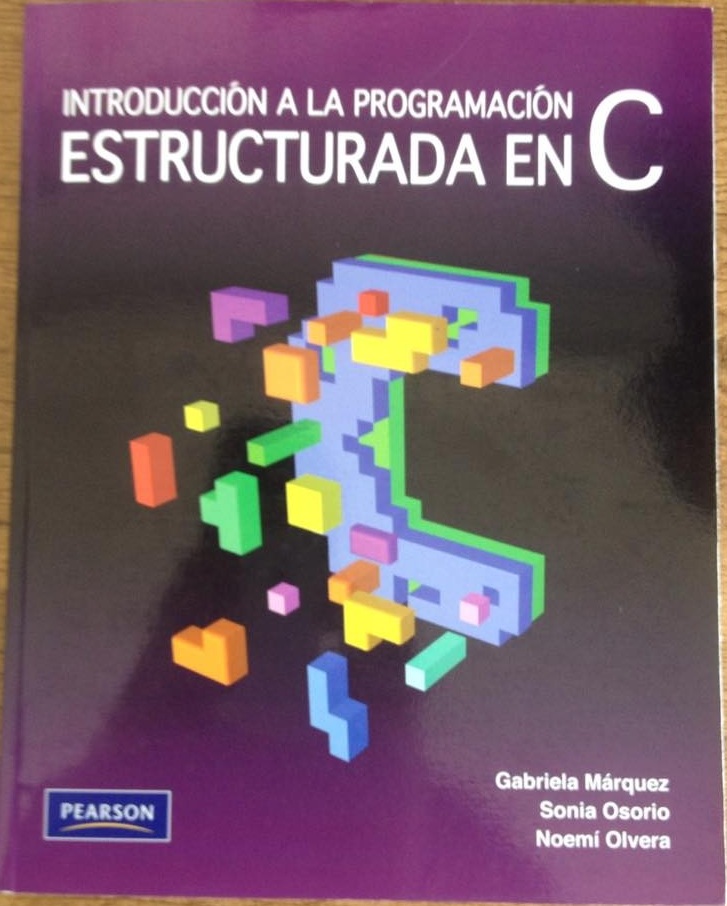 INTRODUCCIÓN A LA PROGRAMACIÓN
ESTRUCTURADA EN C
Gabriela Márquez
Sonia Osorio
Noemí Olvera
PEARSON